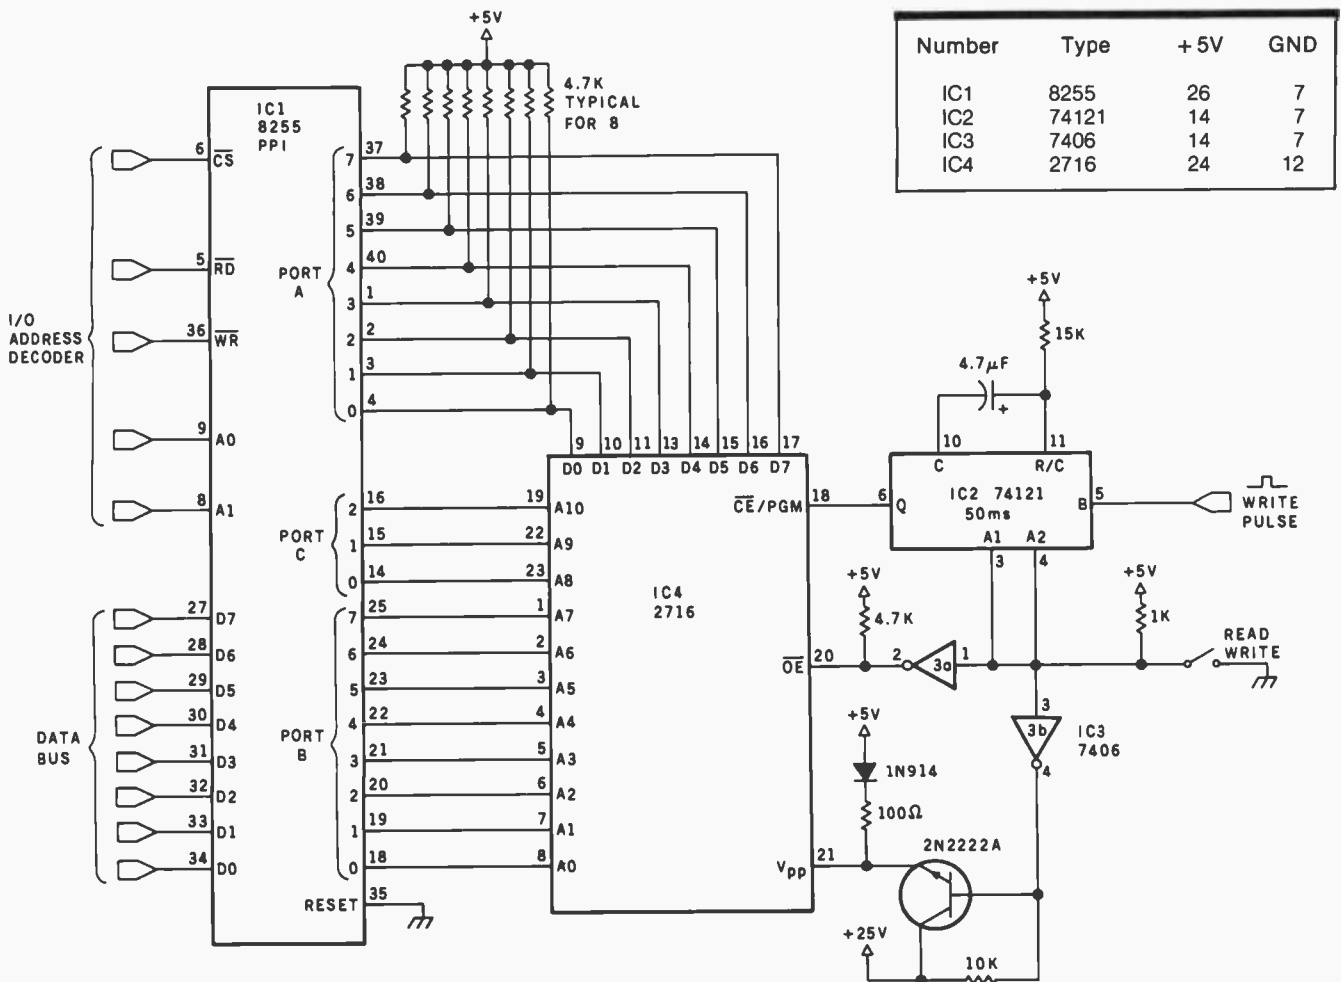 +5V
Number Type +5V GND
IC1 8255 26 7
IC2 74121 14 7
IC3 7406 14 7
IC4 2716 24 12
4.7K
TYPICAL
FOR 8
IC1
8255
PPI
I/O
ADDRESS
DECODER
6 CS
5 RD
36 WR
9 A0
8 A1
PORT
A
7 37
6 38
5 39
4 40
3 1
2 2
1 3
0 4
PORT
C
2 16
1 15
0 14
PORT
B
7 25
6 24
5 23
4 22
3 21
2 20
1 19
0 18
RESET 35
DATA
BUS
27 D7
28 D6
29 D5
30 D4
31 D3
32 D2
33 D1
34 D0
9 10 11 13 14 15 16 17
D0 D1 D2 D3 D4 D5 D6 D7
19 A10
22 A9
23 A8
1 A7
2 A6
3 A5
4 A4
5 A3
6 A2
7 A1
8 A0
IC4
2716
CE/PGM 18
OE 20
Vpp 21
+5V
15K
4.7μF
+
10 11
C R/C
6 Q
IC2 74121
50ms
B 5
A1 A2
3 4
WRITE
PULSE
+5V
4.7K
+5V
1K
READ
WRITE
2 3a 1
3
3b
4
IC3
7406
+5V
1N914
100Ω
2N2222A
+25V
10K